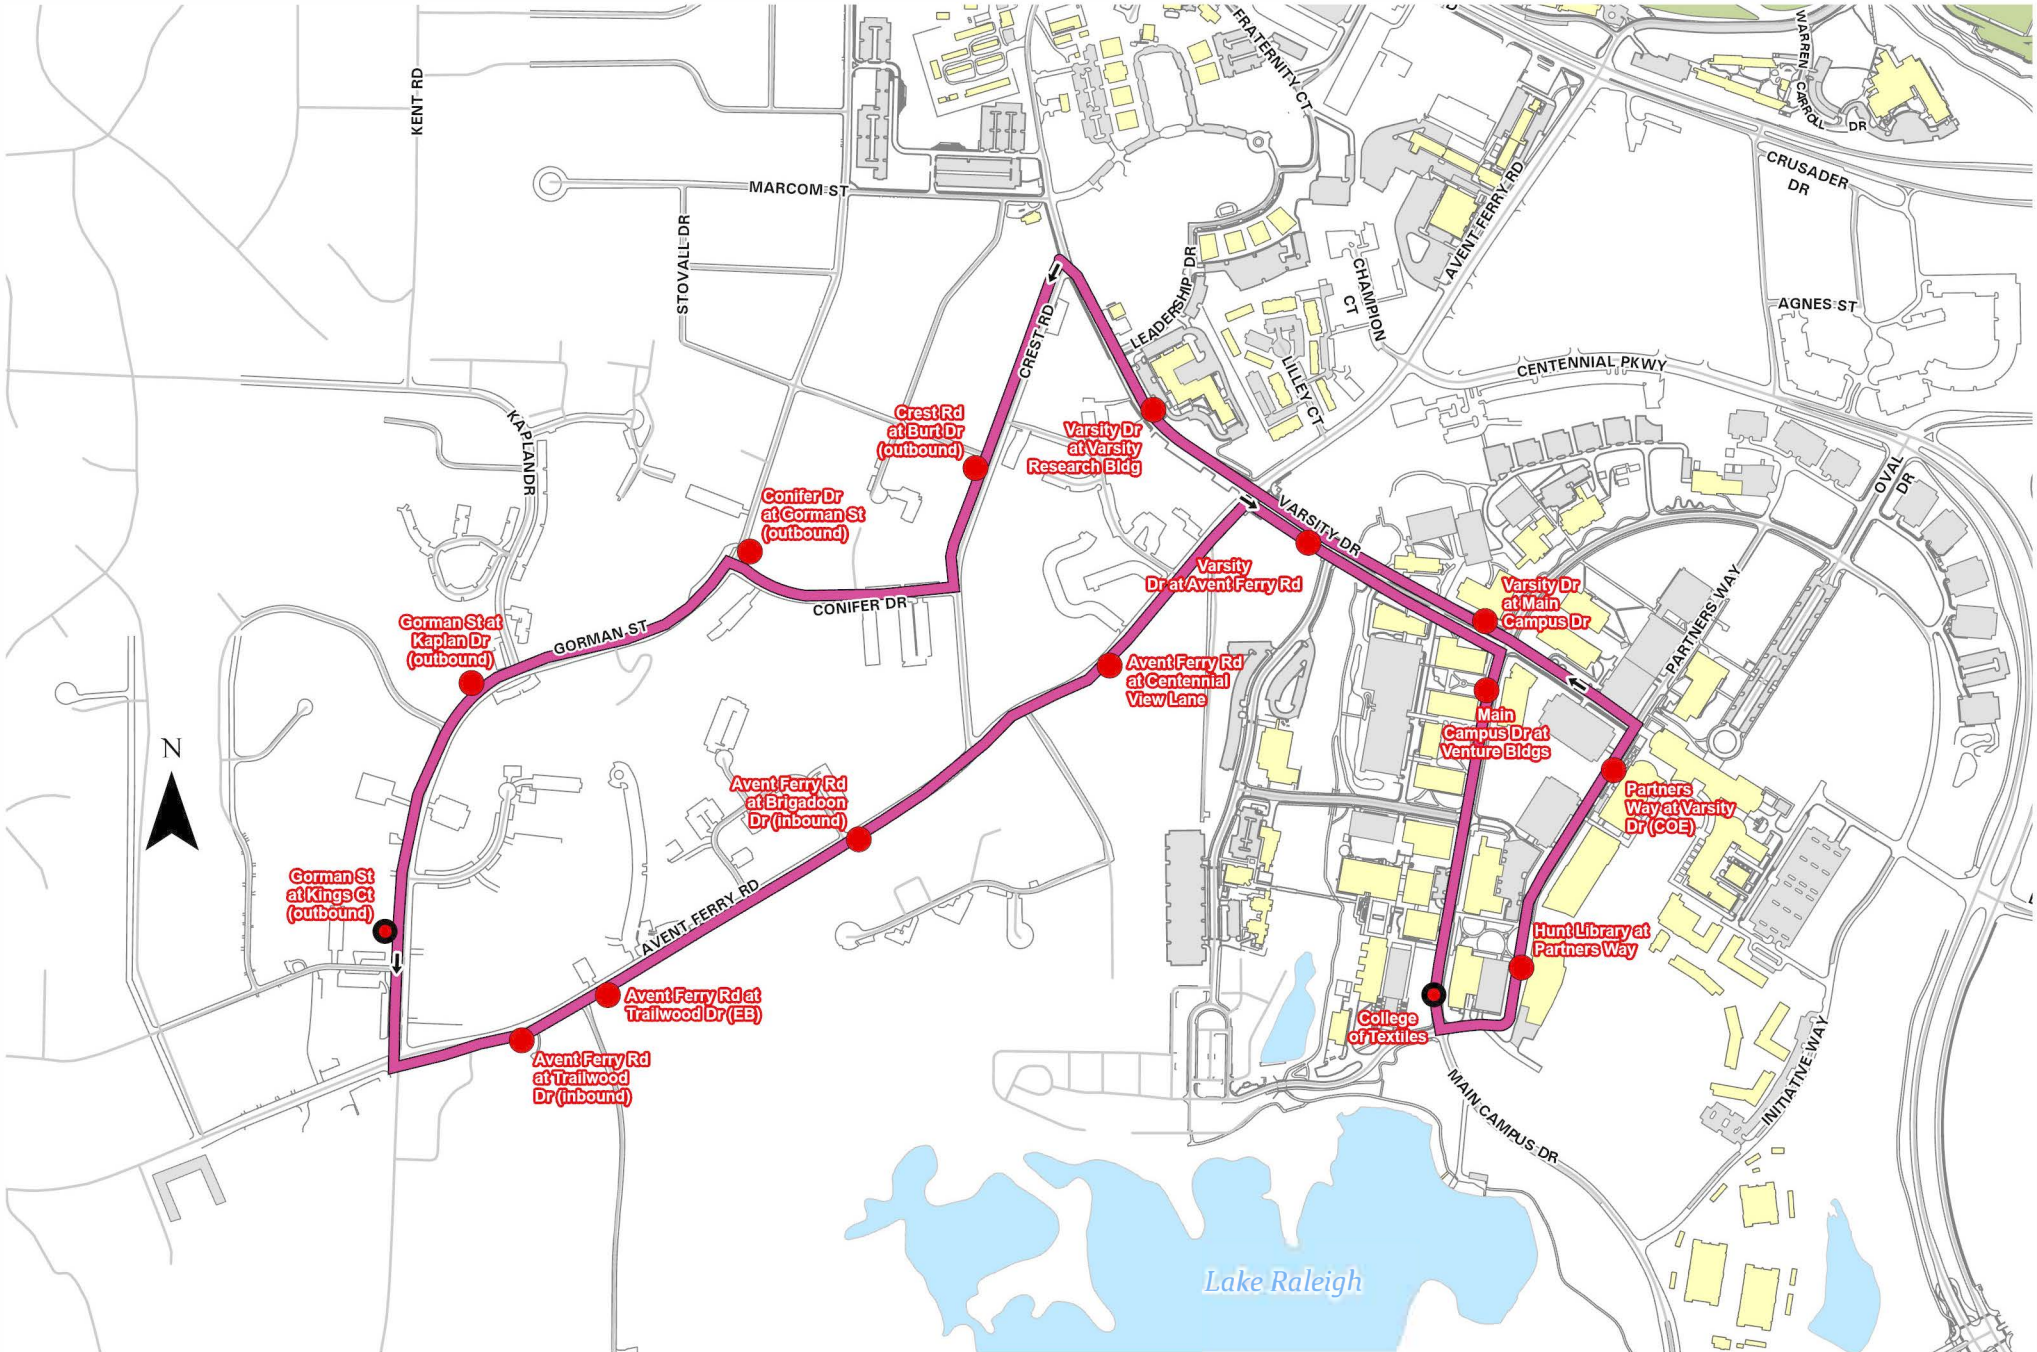 FRATERNITY CT
WARREN CARROLL DR
KENT RD
CRUSADER
DR
MARCOM ST
AVENT FERRY RD
STOVALL DR
LEADERSHIP DR
CHAMPION
CT
AGNES ST
CREST RD
LILLEY CT
CENTENNIAL PKWY
KAPLANDR
Crest Rd
at Burt Dr
(outbound)
Varsity Dr
at Varsity
Research Bldg
OVAL
DR
Conifer Dr
at Gorman St
(outbound)
VARSITY DR
Varsity
Dr at Avent Ferry Rd
Varsity Dr
at Main
Campus Dr
PARTNERS WAY
CONIFER DR
Gorman St at
Kaplan Dr
(outbound)
GORMAN ST
Avent Ferry Rd
at Centennial
View Lane
Main
Campus Dr at
Venture Bldgs
N
Avent Ferry Rd
at Brigadoon
Dr (inbound)
Partners
Way at Varsity
Dr (COE)
Gorman St
at Kings Ct
(outbound)
AVENT FERRY RD
Hunt Library at
Partners Way
Avent Ferry Rd at
Trailwood Dr (EB)
College
of Textiles
Avent Ferry Rd
at Trailwood
Dr (inbound)
MAIN CAMPUS DR
INITIATIVE WAY
Lake Raleigh